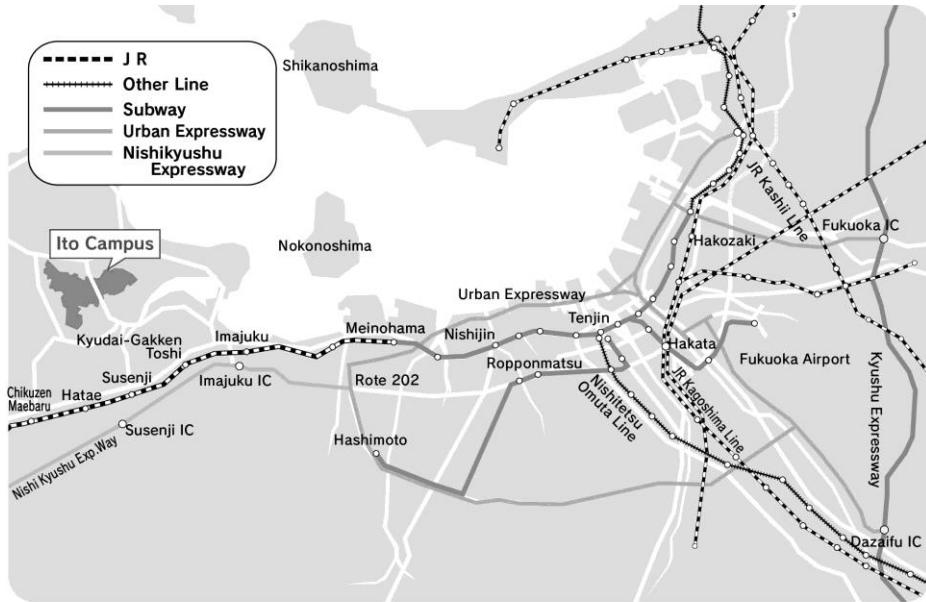 JR
Other Line
Subway
Urban Expressway
Nishikyushu
Expressway
Shikanoshima
3
Ito Campus
Nokonoshima
JR Kashii Line
Fukuoka IC
Hakozaki
Urban Expressway
Tenjin
Meinohama
Nishijin
Kyudai-Gakken
Toshi
Imajuku
Hakata
Fukuoka Airport
Ropponmatsu
Susenji
Imajuku IC
Rote 202
Chikuzen
Maebaru
Hatae
Nishitetsu
Omuta Line
JR Kagoshima Line
Kyushu Expressway
Susenji IC
Hashimoto
Nishi Kyushu Exp.Way
Dazaifu IC